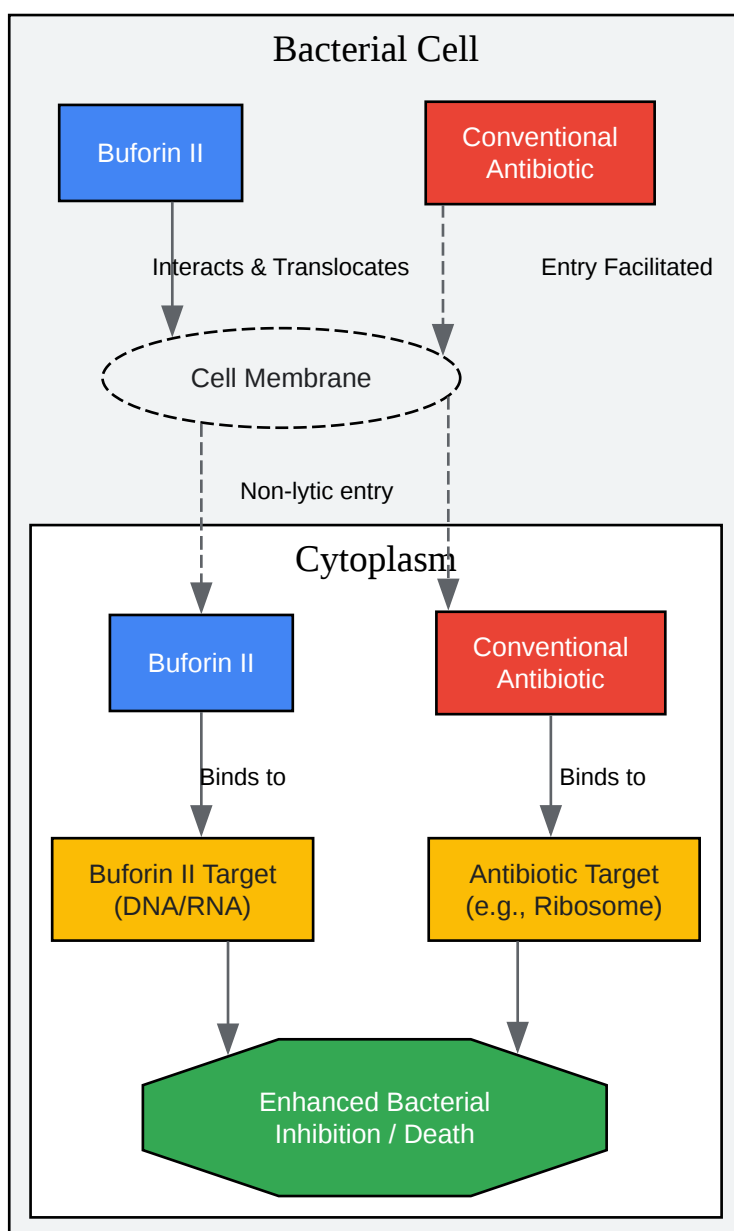 Bacterial Cell
Buforin II
Conventional
Antibiotic
Interacts & Translocates
Entry Facilitated
Cell Membrane
Non-lytic entry
Cytoplasm
Buforin II
Conventional
Antibiotic
Binds to
Binds to
Buforin II Target
(DNA/RNA)
Antibiotic Target
(e.g., Ribosome)
Enhanced Bacterial
Inhibition / Death